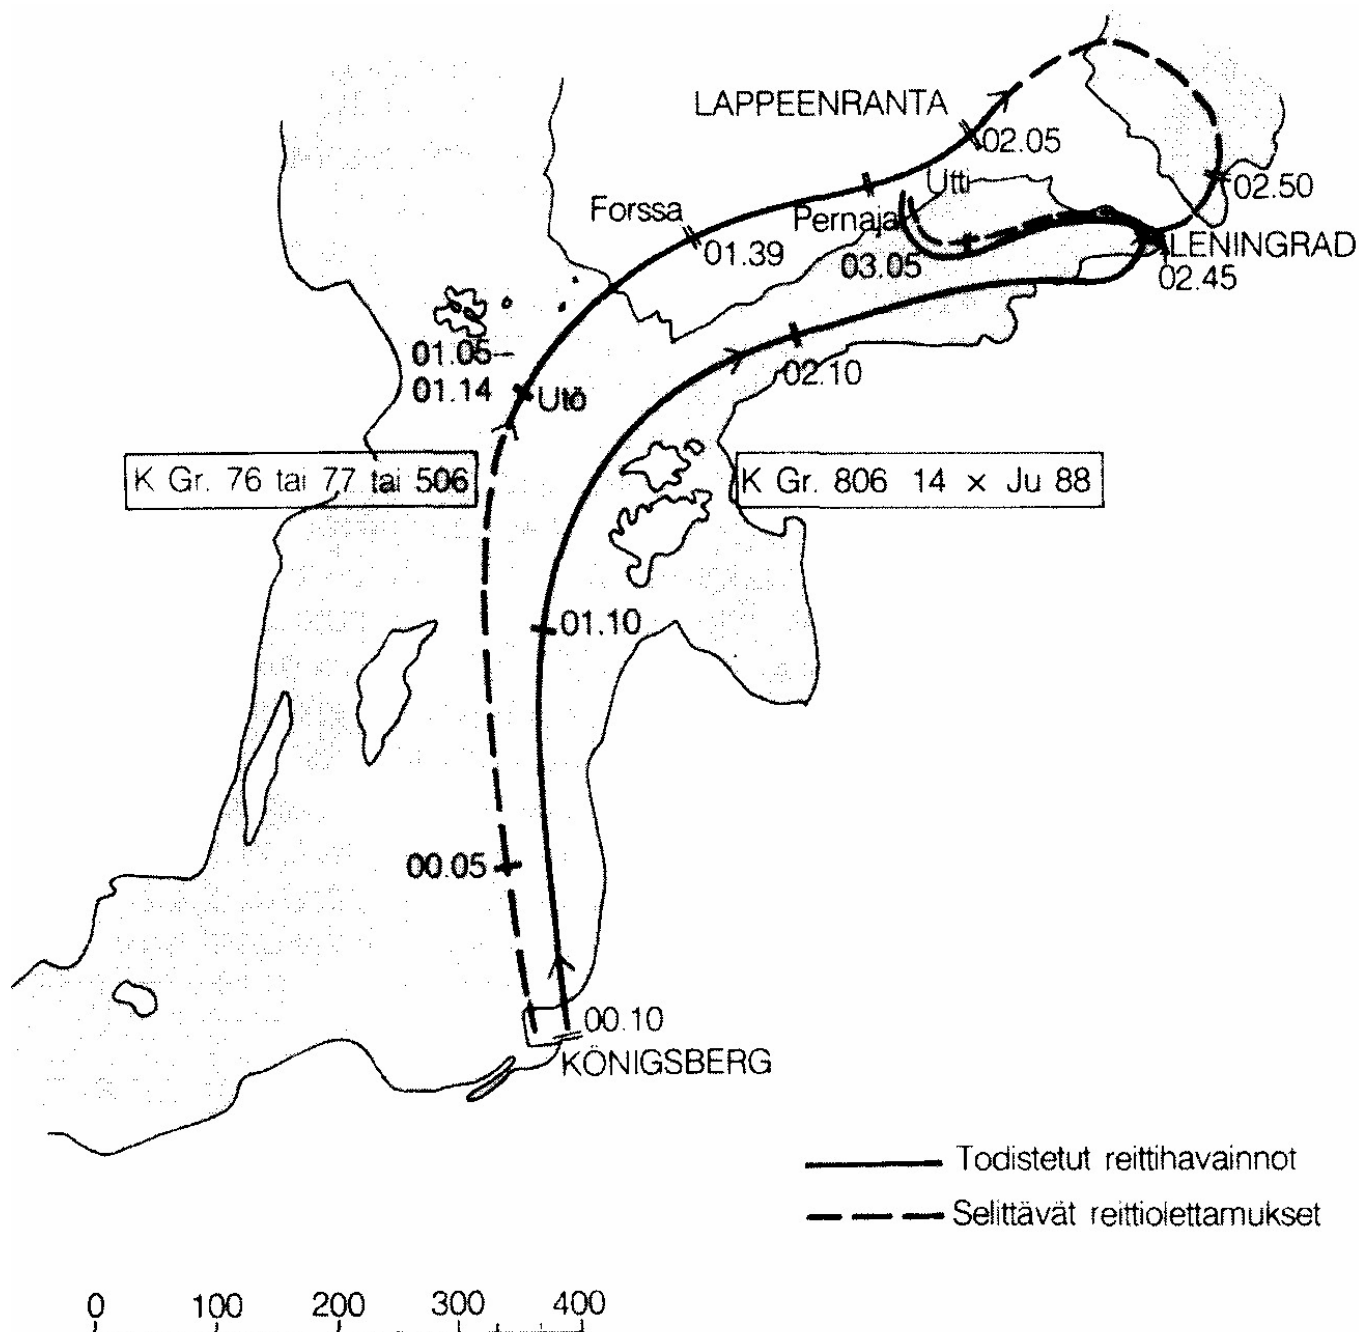 LAPPEENRANTA
02.05
Utti
02.50
Forssa
Pernaja
01.39
03.05
LENINGRAD
02.45
01.05
01.14
Utö
02.10
K Gr. 76 tai 77 tai 506
K Gr. 806 14 x Ju 88
01.10
00.05
00.10
KÖNIGSBERG
Todistetut reittihavainnot
Selittävät reittiolettamukset
0 100 200 300 400